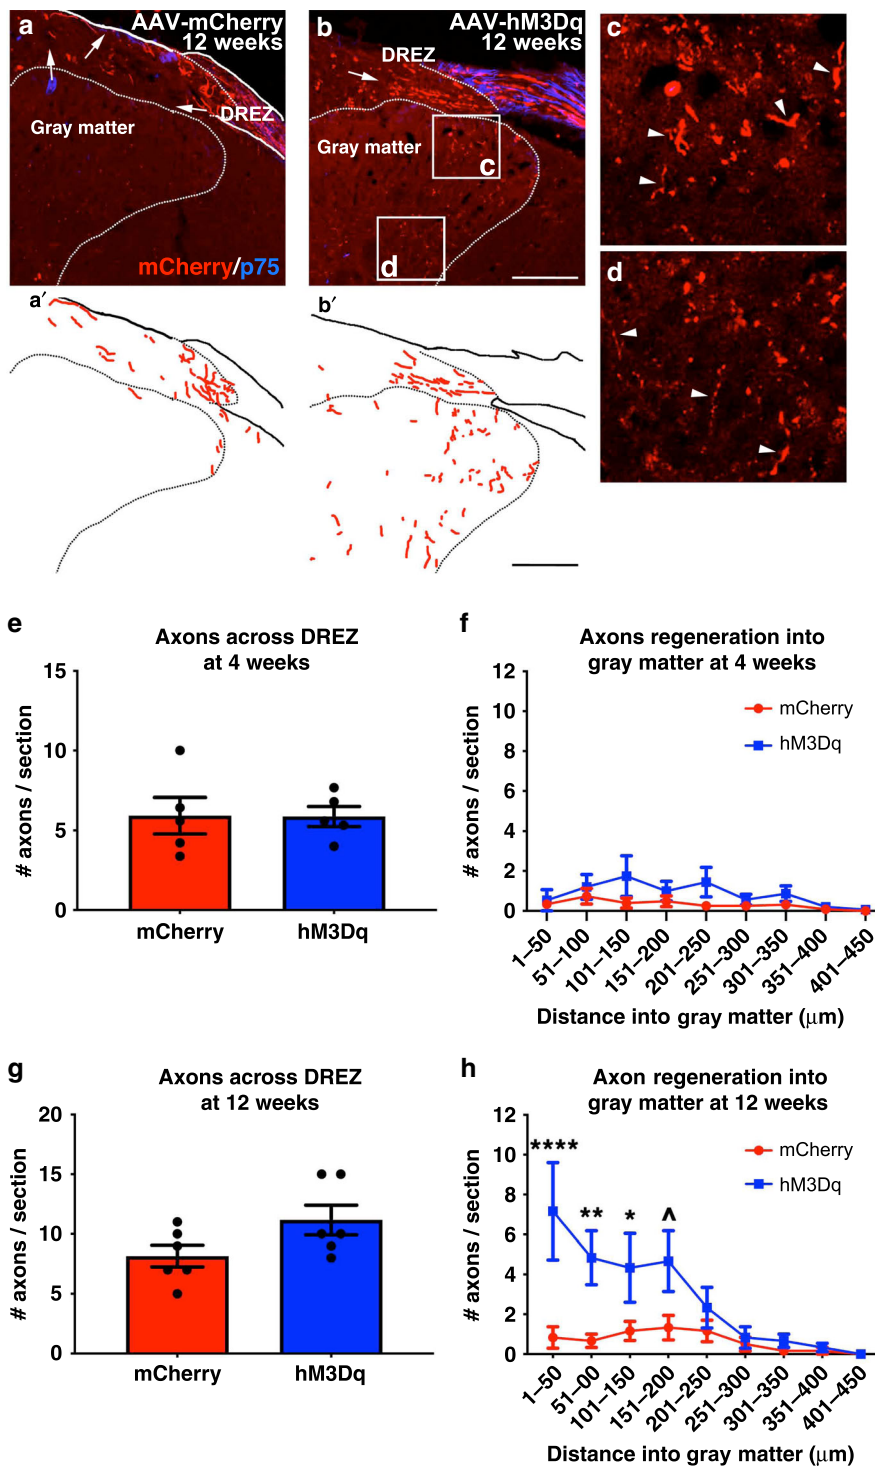 a
AAV-mCherry
12 weeks
DREZ
Gray matter
mCherry/p75
b
AAV-hM3Dq
12 weeks
DREZ
Gray matter
c
d
c
d
a′
b′
e
Axons across DREZ
at 4 weeks
# axons / section
15
10
5
0
mCherry
hM3Dq
f
Axons regeneration into
gray matter at 4 weeks
# axons / section
12
10
8
6
4
2
0
mCherry
hM3Dq
1–50
51–100
101–150
151–200
201–250
251–300
301–350
351–400
401–450
Distance into gray matter (μm)
g
Axons across DREZ
at 12 weeks
# axons / section
20
15
10
5
0
mCherry
hM3Dq
h
Axon regeneration into
gray matter at 12 weeks
# axons / section
12
10
8
6
4
2
0
mCherry
hM3Dq
****
**
*
^
1–50
51–00
101–150
151–200
201–250
251–300
301–350
351–400
401–450
Distance into gray matter (μm)